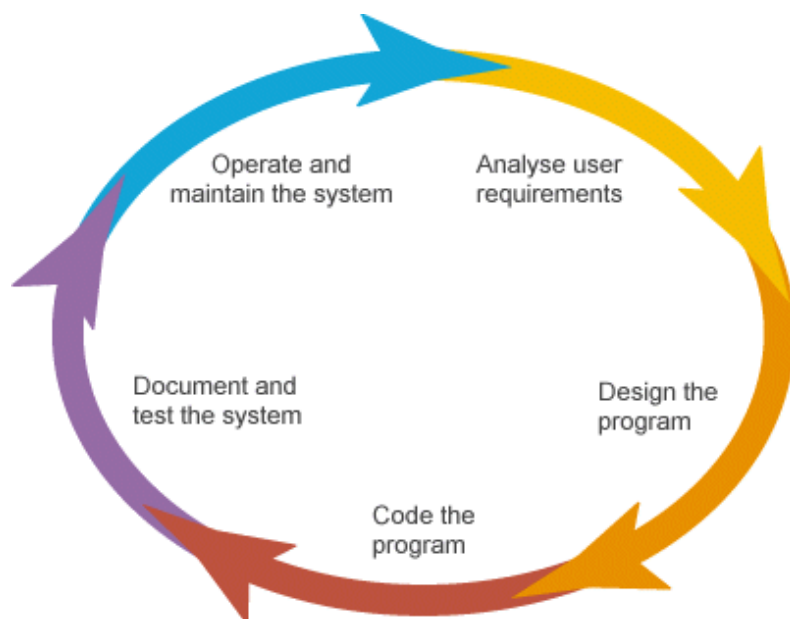 Operate and
maintain the system
Analyse user
requirements
Design the
program
Code the
program
Document and
test the system